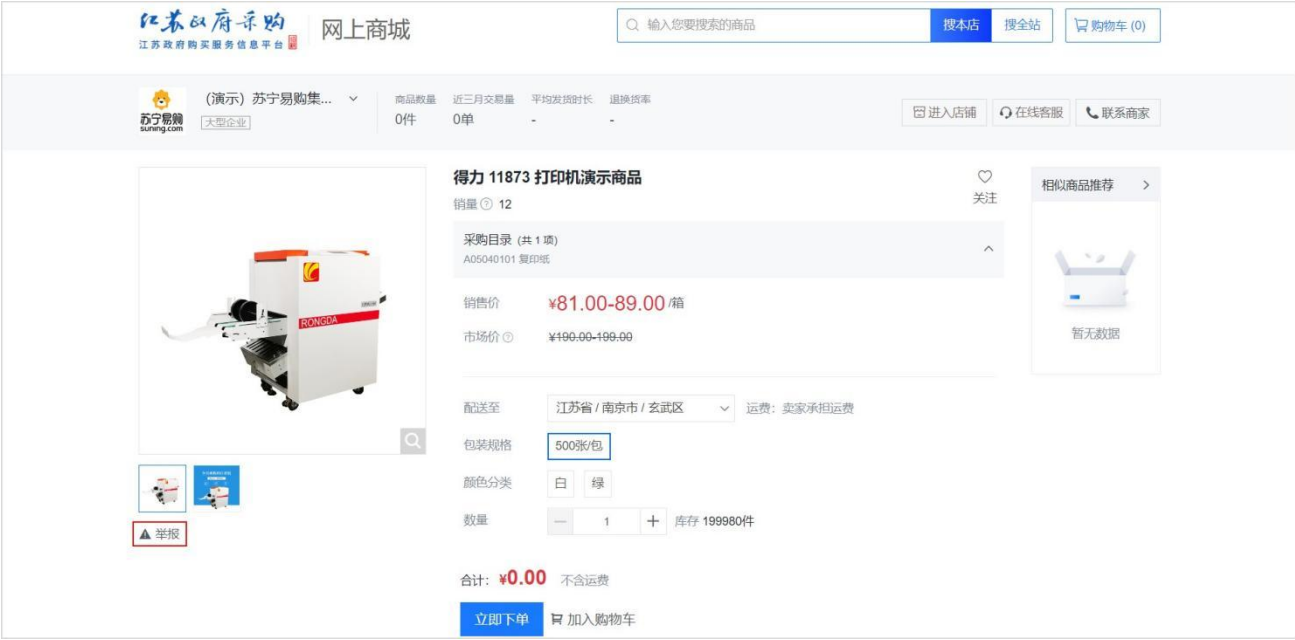 江苏政府采购
江苏政府购买服务信息平台
网上商城
输入您要搜索的商品
搜本店
搜全站
购物车 (0)
苏宁易购
suning.com
(演示) 苏宁易购集...
大型企业
商品数量 近三月交易量 平均发货时长 退换货率
0件 0单 - -
进入店铺
在线客服
联系商家
得力 11873 打印机演示商品
关注
销量 ? 12
采购目录 (共 1 项)
A05040101 复印纸
销售价 ¥81.00-89.00 /箱
市场价 ? ¥190.00-199.00
配送至 江苏省 / 南京市 / 玄武区 运费：卖家承担运费
包装规格 500张/包
颜色分类 白 绿
数量 — 1 + 库存 199980件
合计：¥0.00 不含运费
立即下单 加入购物车
相似商品推荐 >
暂无数据
RONGDA
举报